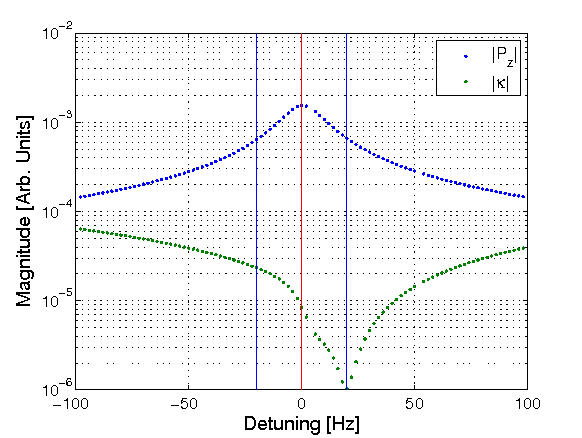 10^-2
|P_z|
|κ|
10^-3
Magnitude [Arb. Units]
10^-4
10^-5
10^-6
-100 -50 0 50 100
Detuning [Hz]